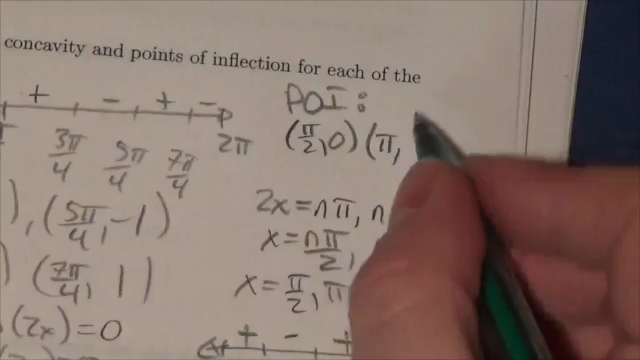 concavity and points of inflection for each of the
+ - + -
POI:
3π/4 5π/4 7π/4 2π
(π/2, 0) (π,
), (5π/4, -1)
2x = nπ, n
x = nπ/2,
) (7π/4, 1)
x = π/2, π
(2x) = 0
+ - +